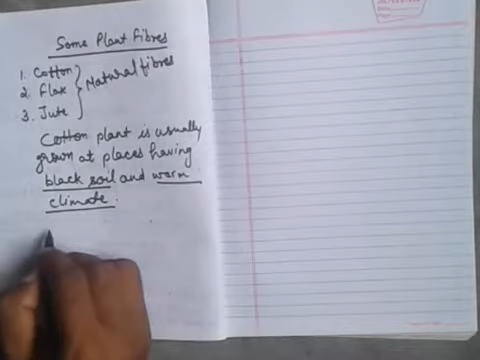 Some Plant Fibres
1. Cotton
2. Flax } Natural fibres
3. Jute
Cotton plant is usually
grown at places having
black soil and warm
climate.